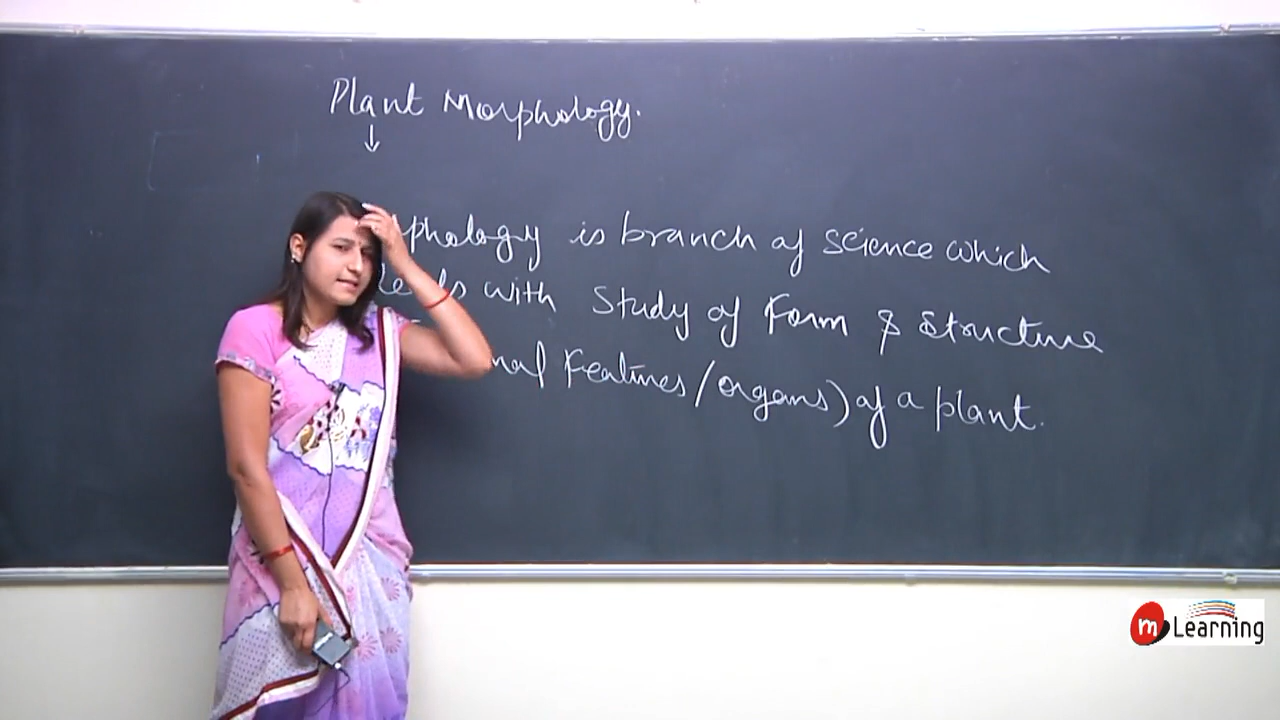 Plant Morphology.
phology is branch of science which
with Study of Form & Structure
nal Features/organs) of a plant.
m Learning